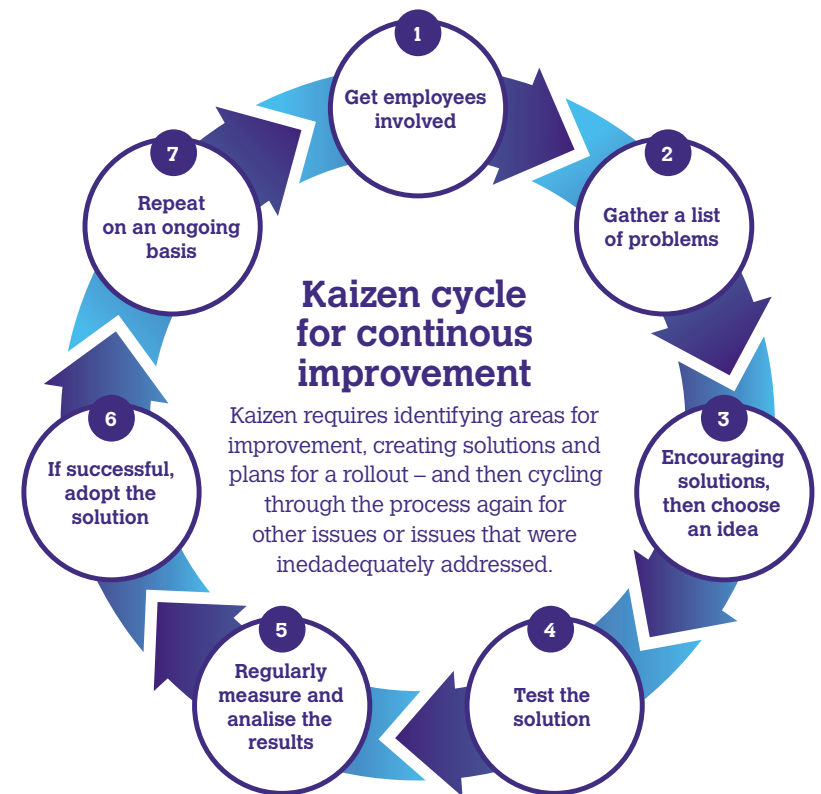 Kaizen cycle
for continous
improvement
Kaizen requires identifying areas for
improvement, creating solutions and
plans for a rollout – and then cycling
through the process again for
other issues or issues that were
inedadequately addressed.
1
Get employees
involved
2
Gather a list
of problems
3
Encouraging
solutions,
then choose
an idea
4
Test the
solution
5
Regularly
measure and
analise the
results
6
If successful,
adopt the
solution
7
Repeat
on an ongoing
basis